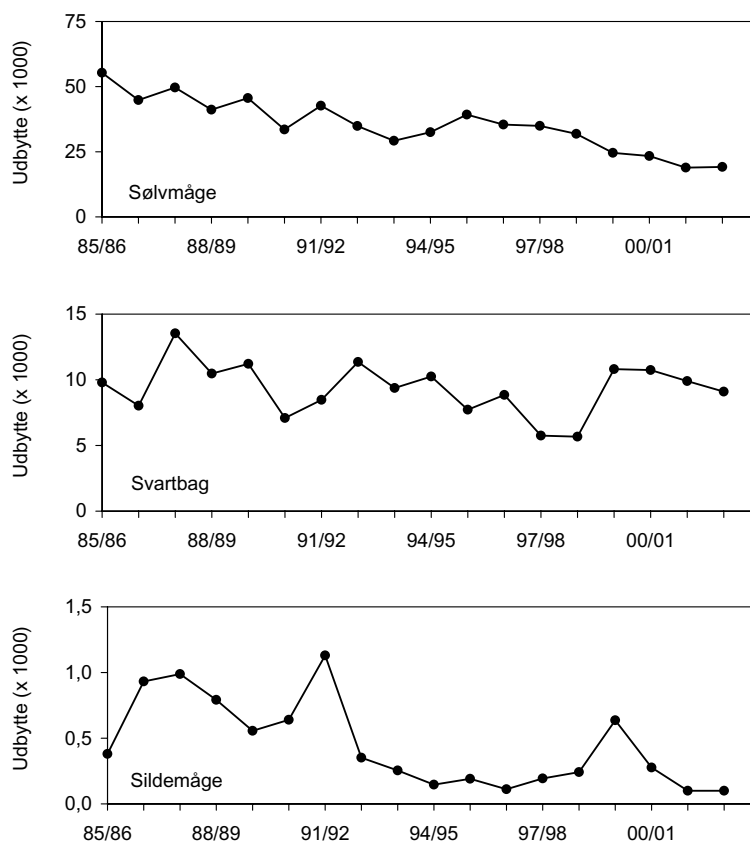 75
50
25
0
Udbytte (x 1000)
Sølvmåge
85/86 88/89 91/92 94/95 97/98 00/01
15
10
5
0
Udbytte (x 1000)
Svartbag
85/86 88/89 91/92 94/95 97/98 00/01
1,5
1,0
0,5
0,0
Udbytte (x 1000)
Sildemåge
85/86 88/89 91/92 94/95 97/98 00/01